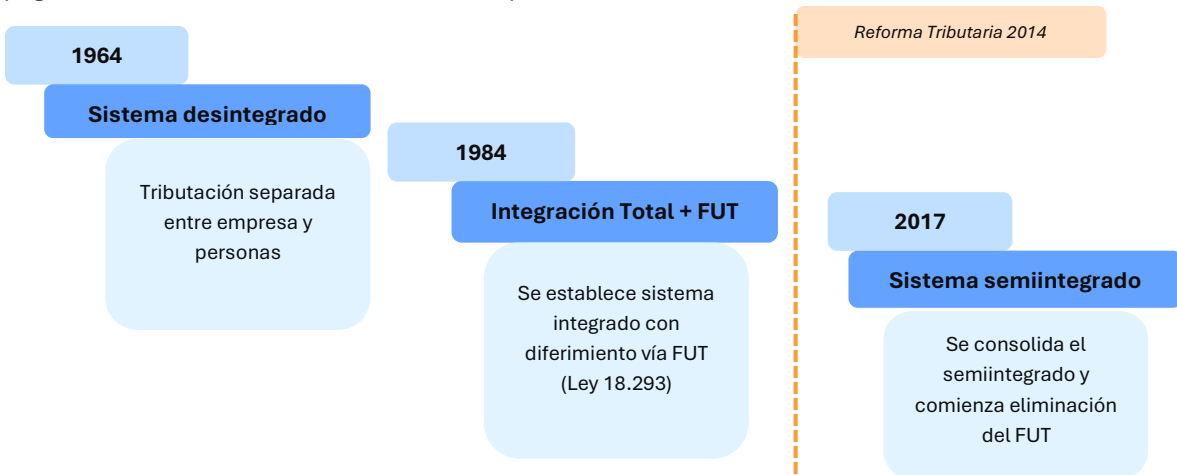 Reforma Tributaria 2014
1964
Sistema desintegrado
Tributación separada
entre empresa y
personas
1984
Integración Total + FUT
Se establece sistema
integrado con
diferimiento vía FUT
(Ley 18.293)
2017
Sistema semiintegrado
Se consolida el
semiintegrado y
comienza eliminación
del FUT